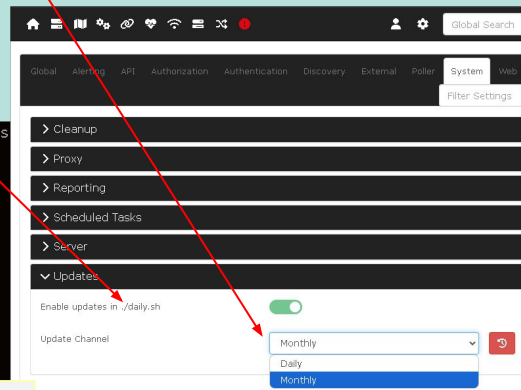 Global Search
Global Alerting API Authorization Authentication Discovery External Poller System Web
Filter Settings
s
Cleanup
Proxy
Reporting
Scheduled Tasks
Server
Updates
Enable updates in ./daily.sh
Update Channel
Monthly
Daily
Monthly